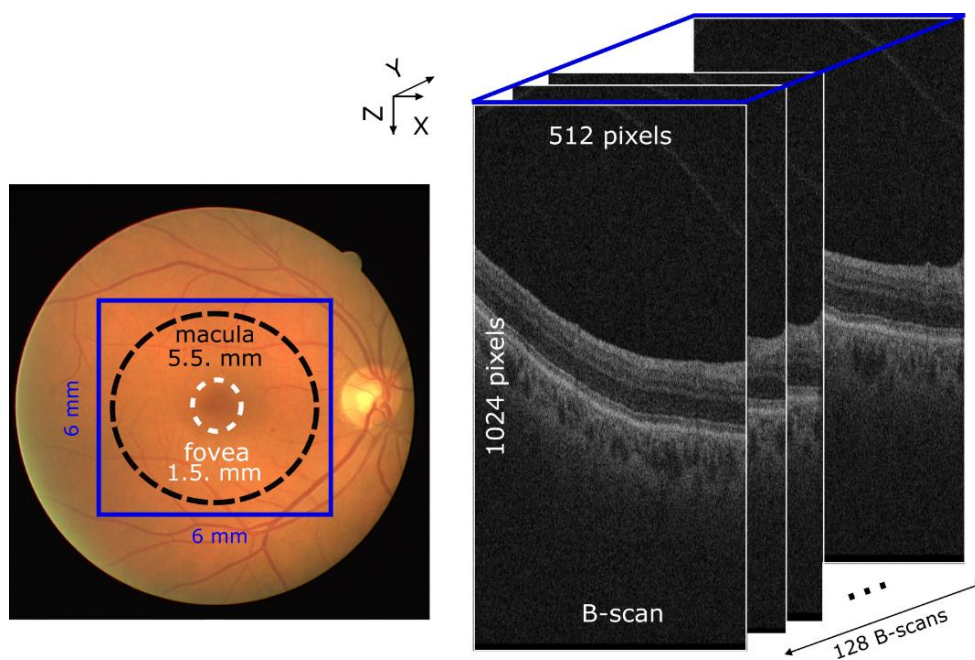 Y
Z
X
macula
5.5. mm
fovea
1.5. mm
6 mm
6 mm
512 pixels
1024 pixels
B-scan
...
128 B-scans